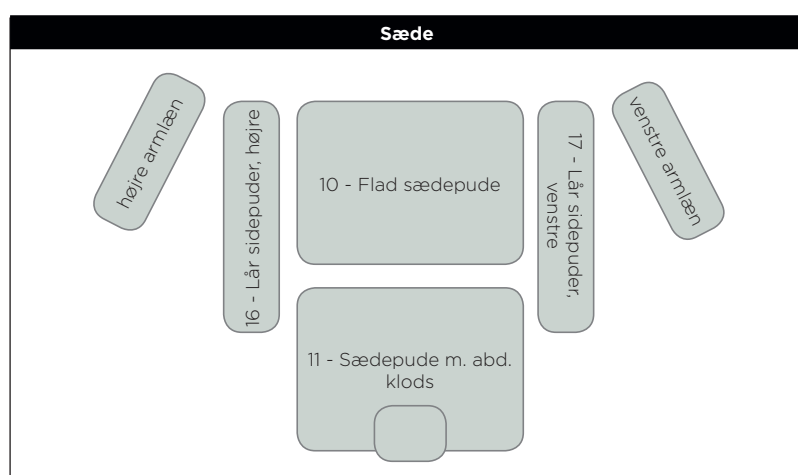 Sæde
højre armlæn
16 - Lår sidepuder, højre
10 - Flad sædepude
17 - Lår sidepuder,
venstre
venstre armlæn
11 - Sædepude m. abd.
klods